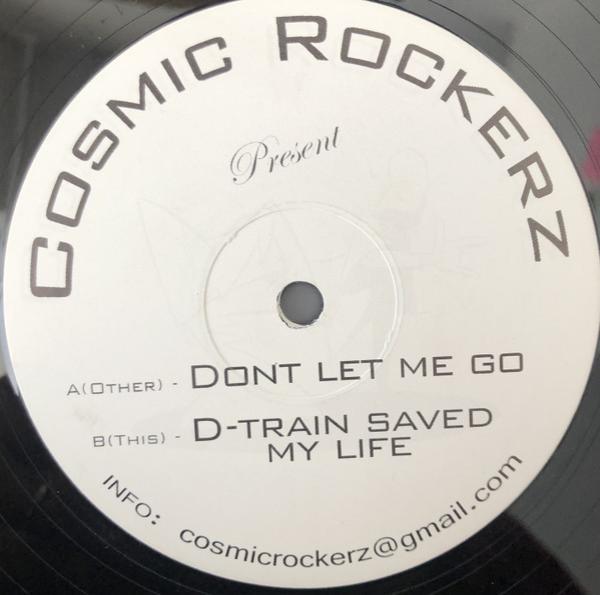 COSMIC ROCKERZ
Present
A(OTHER) - DONT LET ME GO
B(THIS) - D-TRAIN SAVED
MY LIFE
INFO: cosmicrockerz@gmail.com